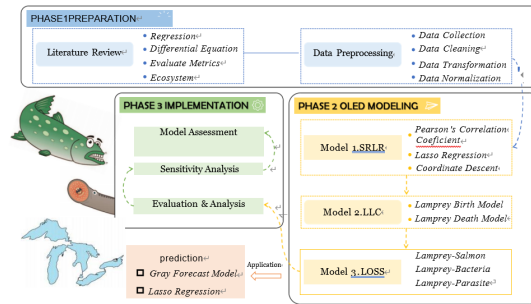 PHASE1PREPARATION
Literature Review
Regression
Differential Equation
Evaluate Metrics
Ecosystem
Data Preprocessing
Data Collection
Data Cleaning
Data Transformation
Data Normalization
PHASE 3 IMPLEMENTATION
Model Assessment
Sensitivity Analysis
Evaluation & Analysis
PHASE 2 OLED MODELING
Model 1.SRLR
Pearson's Correlation
Coeficient
Lasso Regression
Coordinate Descent
Model 2.LLC
Lamprey Birth Model
Lamprey Death Model
Model 3.LOSS
Lamprey-Salmon
Lamprey-Bacteria
Lamprey-Parasite
Application
prediction
Gray Forecast Model
Lasso Regression